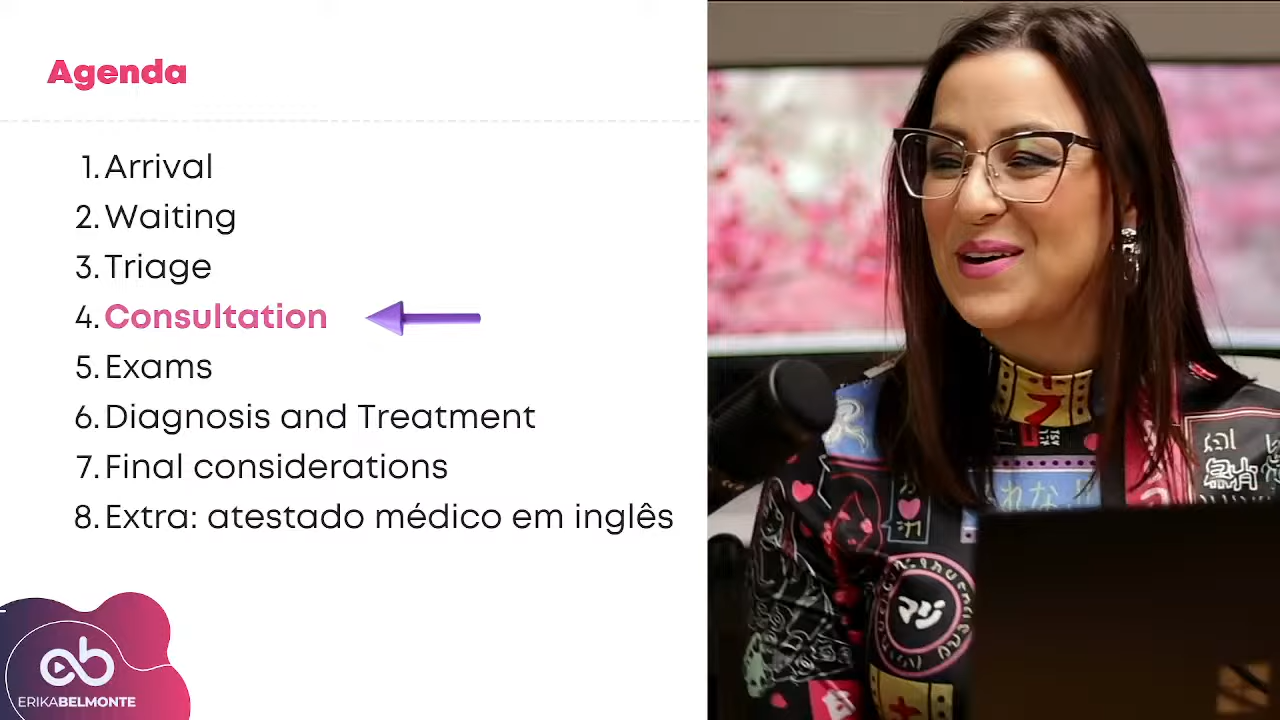 Agenda
1. Arrival
2. Waiting
3. Triage
4. Consultation
5. Exams
6. Diagnosis and Treatment
7. Final considerations
8. Extra: atestado médico em inglês
eb
ERIKABELMONTE